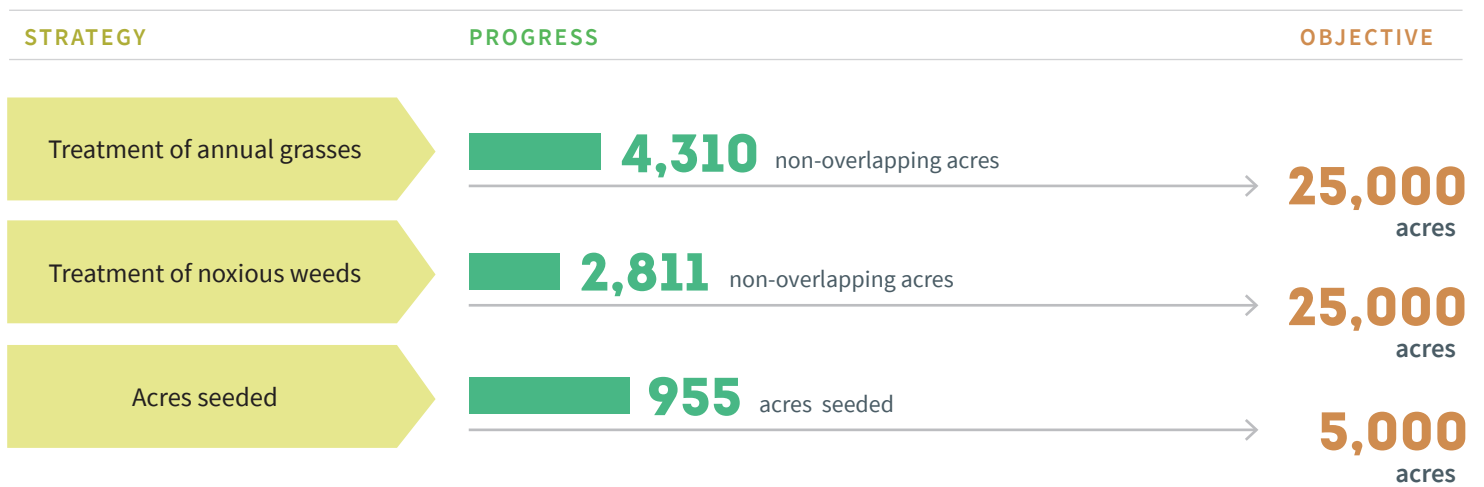 STRATEGY PROGRESS OBJECTIVE
Treatment of annual grasses 4,310 non-overlapping acres 25,000
acres
Treatment of noxious weeds 2,811 non-overlapping acres 25,000
acres
Acres seeded 955 acres seeded 5,000
acres